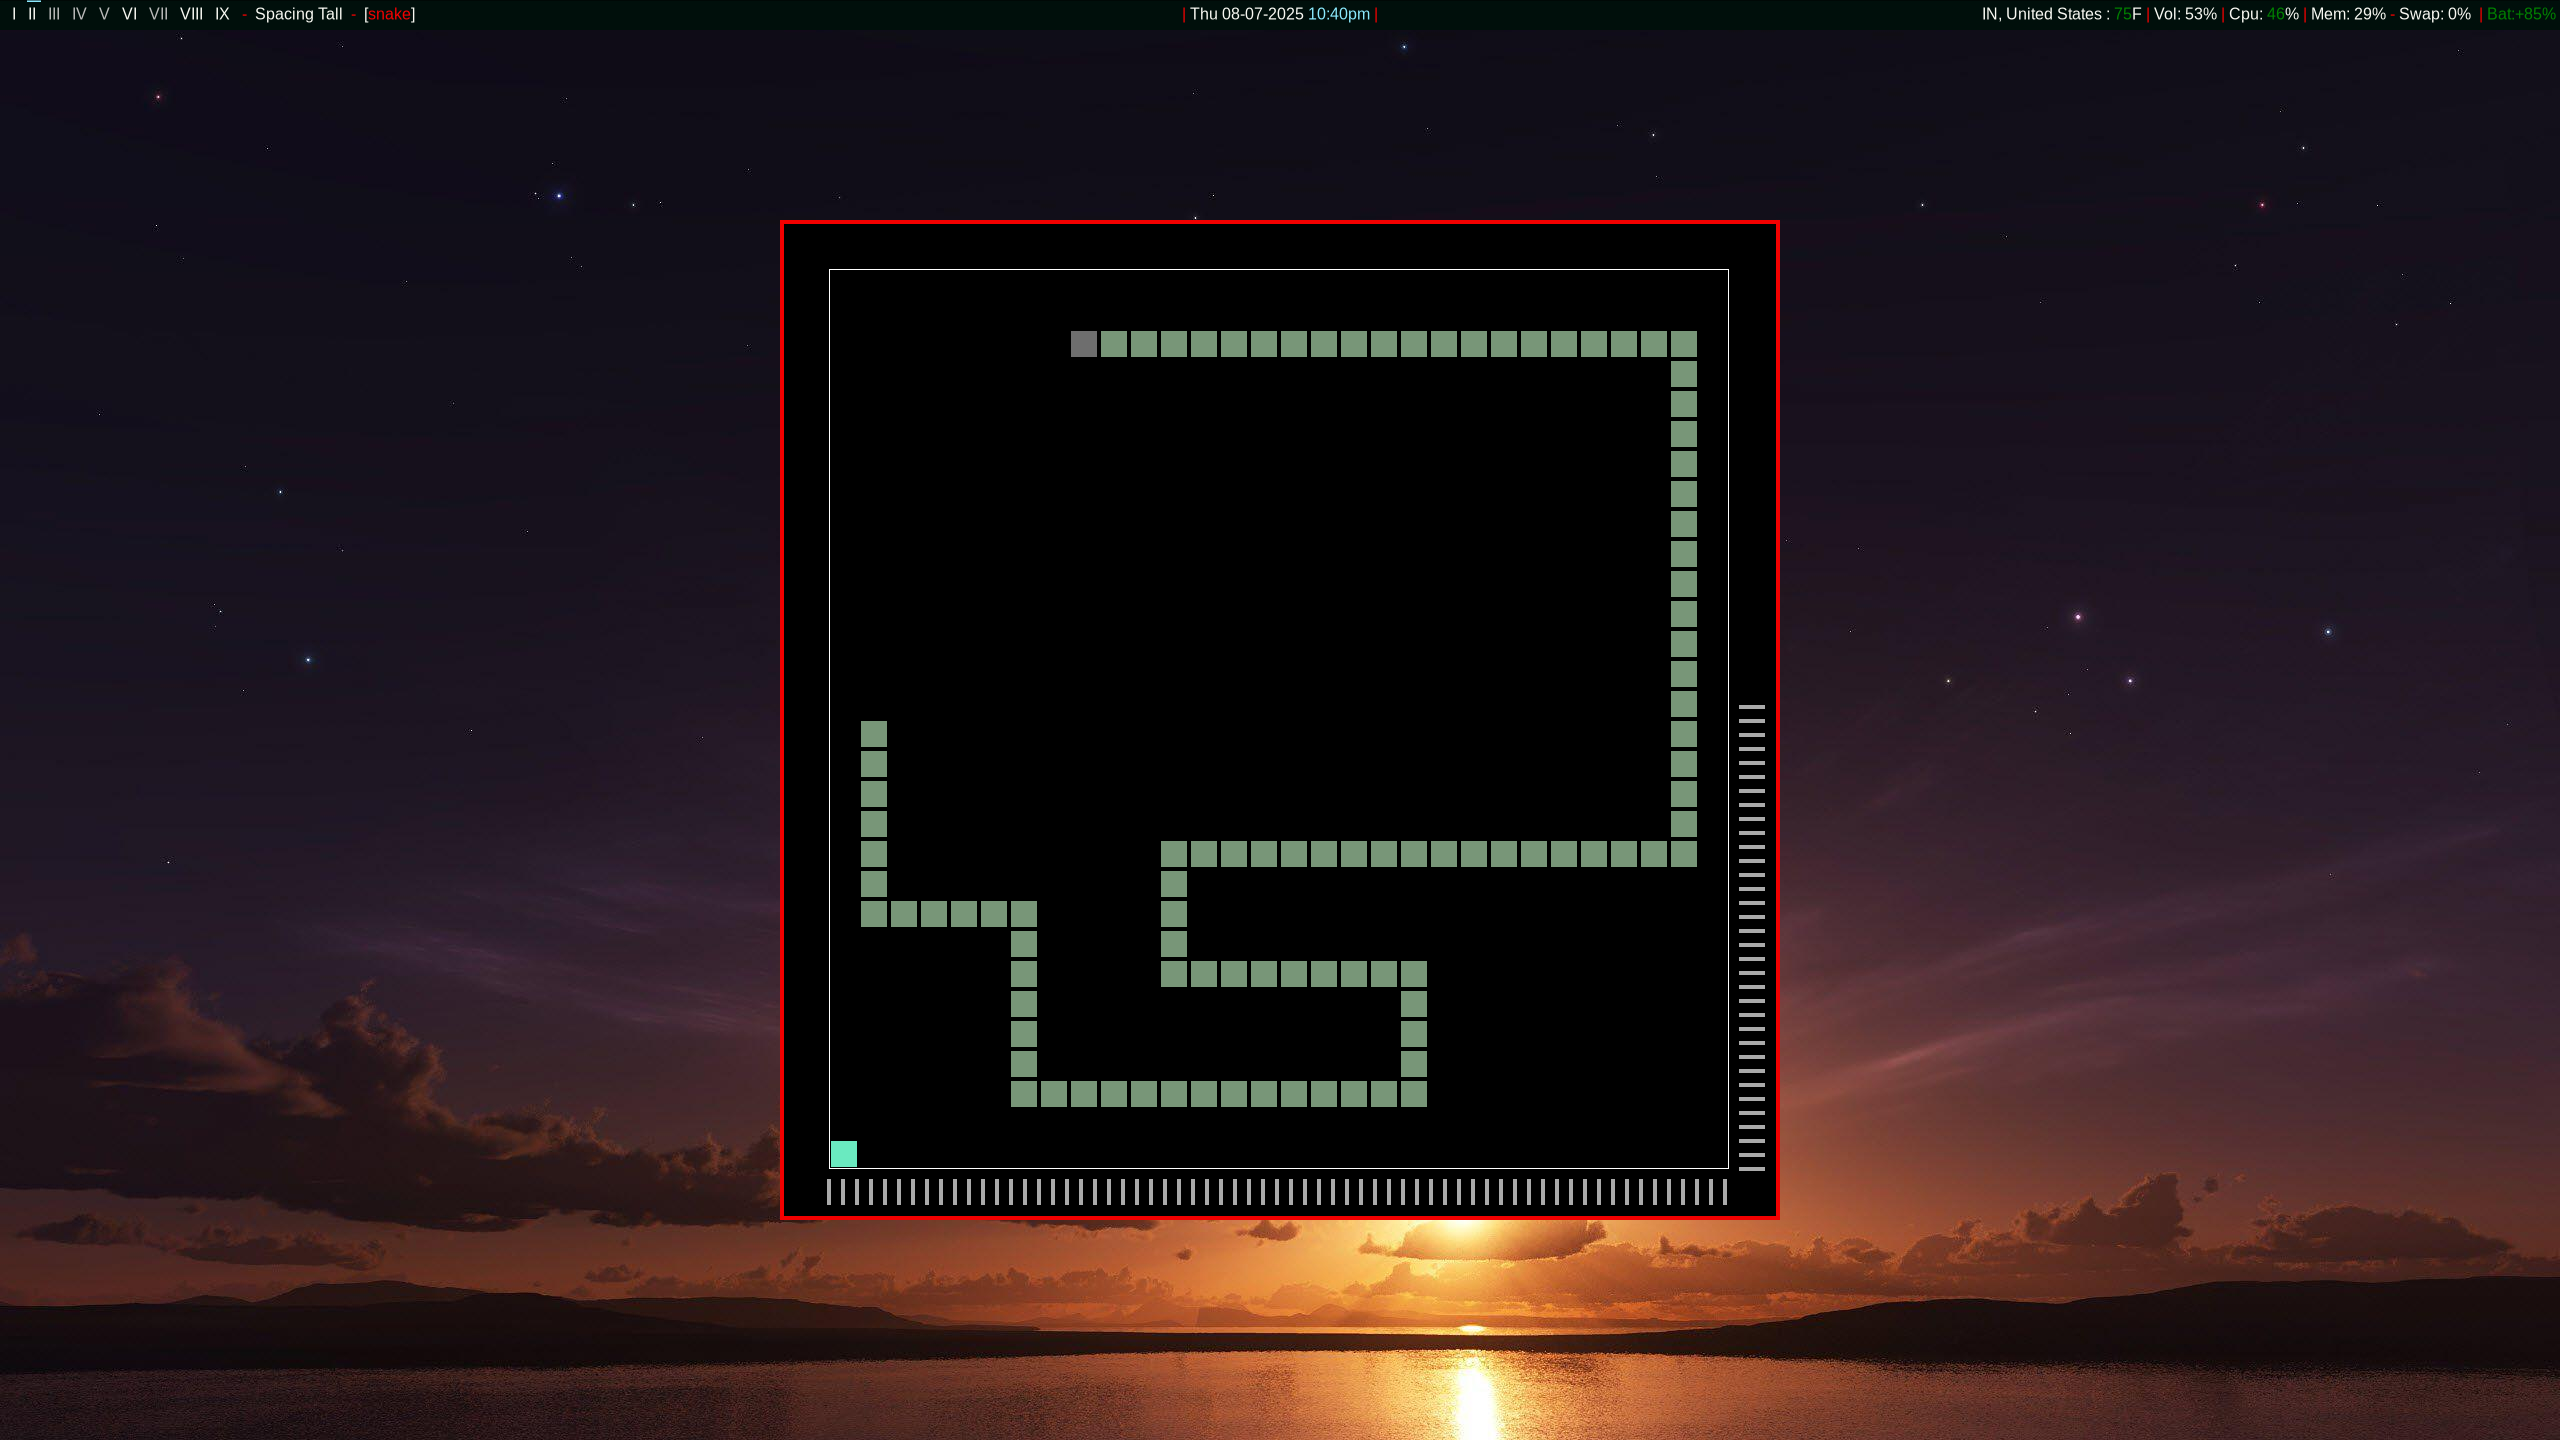 I II III IV V VI VII VIII IX - Spacing Tall - [snake] | Thu 08-07-2025 10:40pm | IN, United States : 75F | Vol: 53% | Cpu: 46% | Mem: 29% - Swap: 0% | Bat:+85%